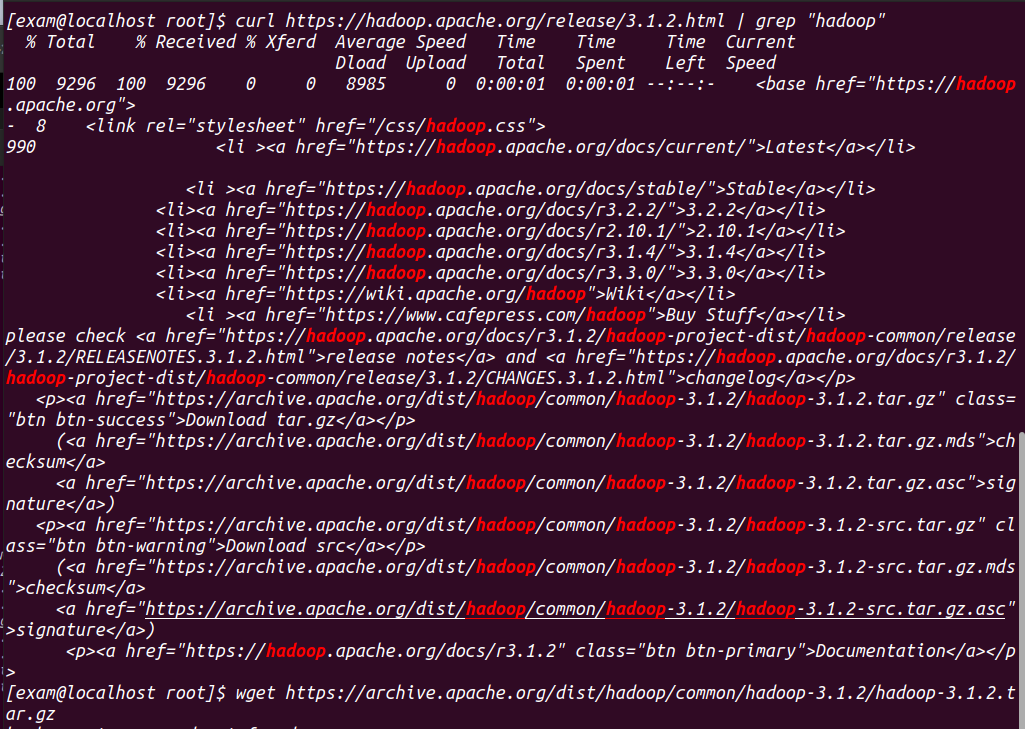 [exam@localhost root]$ curl https://hadoop.apache.org/release/3.1.2.html | grep "hadoop"
  % Total    % Received % Xferd  Average Speed   Time    Time     Time  Current
                                 Dload  Upload   Total   Spent    Left  Speed
100  9296  100  9296    0     0   8985      0  0:00:01  0:00:01 --:--:-    <base href="https://hadoop
.apache.org">
-  8    <link rel="stylesheet" href="/css/hadoop.css">
990                  <li ><a href="https://hadoop.apache.org/docs/current/">Latest</a></li>
                  <li ><a href="https://hadoop.apache.org/docs/stable/">Stable</a></li>
               <li><a href="https://hadoop.apache.org/docs/r3.2.2/">3.2.2</a></li>
               <li><a href="https://hadoop.apache.org/docs/r2.10.1/">2.10.1</a></li>
               <li><a href="https://hadoop.apache.org/docs/r3.1.4/">3.1.4</a></li>
               <li><a href="https://hadoop.apache.org/docs/r3.3.0/">3.3.0</a></li>
               <li><a href="https://wiki.apache.org/hadoop">Wiki</a></li>
                  <li ><a href="https://www.cafepress.com/hadoop">Buy Stuff</a></li>
please check <a href="https://hadoop.apache.org/docs/r3.1.2/hadoop-project-dist/hadoop-common/release
/3.1.2/RELEASENOTES.3.1.2.html">release notes</a> and <a href="https://hadoop.apache.org/docs/r3.1.2/
hadoop-project-dist/hadoop-common/release/3.1.2/CHANGES.3.1.2.html">changelog</a></p>
   <p><a href="https://archive.apache.org/dist/hadoop/common/hadoop-3.1.2/hadoop-3.1.2.tar.gz" class=
"btn btn-success">Download tar.gz</a></p>
     (<a href="https://archive.apache.org/dist/hadoop/common/hadoop-3.1.2/hadoop-3.1.2.tar.gz.mds">ch
ecksum</a>
     <a href="https://archive.apache.org/dist/hadoop/common/hadoop-3.1.2/hadoop-3.1.2.tar.gz.asc">sig
nature</a>)
   <p><a href="https://archive.apache.org/dist/hadoop/common/hadoop-3.1.2/hadoop-3.1.2-src.tar.gz" cl
ass="btn btn-warning">Download src</a></p>
     (<a href="https://archive.apache.org/dist/hadoop/common/hadoop-3.1.2/hadoop-3.1.2-src.tar.gz.mds
">checksum</a>
     <a href="https://archive.apache.org/dist/hadoop/common/hadoop-3.1.2/hadoop-3.1.2-src.tar.gz.asc"
>signature</a>)
      <p><a href="https://hadoop.apache.org/docs/r3.1.2" class="btn btn-primary">Documentation</a></p
>
[exam@localhost root]$ wget https://archive.apache.org/dist/hadoop/common/hadoop-3.1.2/hadoop-3.1.2.t
ar.gz